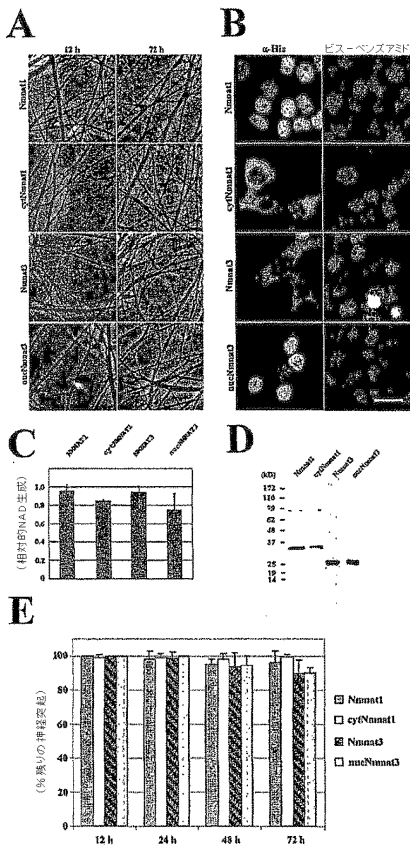 A
12 h 72 h
Nmnat1
cytNmnat1
Nmnat3
nucNmnat3
B
α-His ビスーベンズアミド
Nmnat1
cytNmnat1
Nmnat3
nucNmnat3
C
NMNAT1 cytNMNAT1 NMNAT3 nucNMNAT3
(相対的NAD生成)
1.0
0.8
0.6
0.4
0.2
0
D
(kD) Nmnat1 cytNmnat1 Nmnat3 nucNmnat3
172
110
79
62
48
37
25
19
14
E
(%残りの神経突起)
100
80
60
40
20
0
12 h 24 h 48 h 72 h
Nmnat1
cytNmnat1
Nmnat3
nucNmnat3